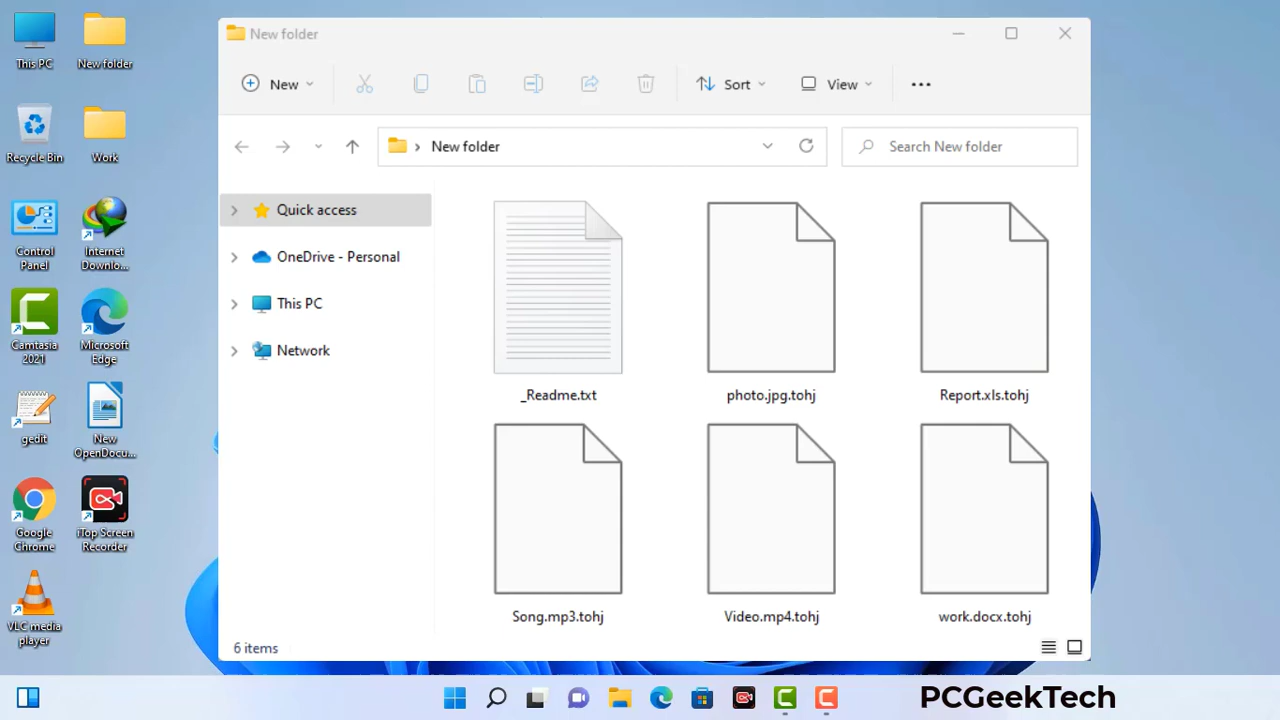 This PC
New folder
Recycle Bin
Work
Control
Panel
Internet
Downlo...
Camtasia
2021
Microsoft
Edge
gedit
New
OpenDocu...
Google
Chrome
iTop Screen
Recorder
VLC media
player
New folder
New
Sort
View
New folder
Search New folder
Quick access
OneDrive - Personal
This PC
Network
_Readme.txt
photo.jpg.tohj
Report.xls.tohj
Song.mp3.tohj
Video.mp4.tohj
work.docx.tohj
6 items
PCGeekTech